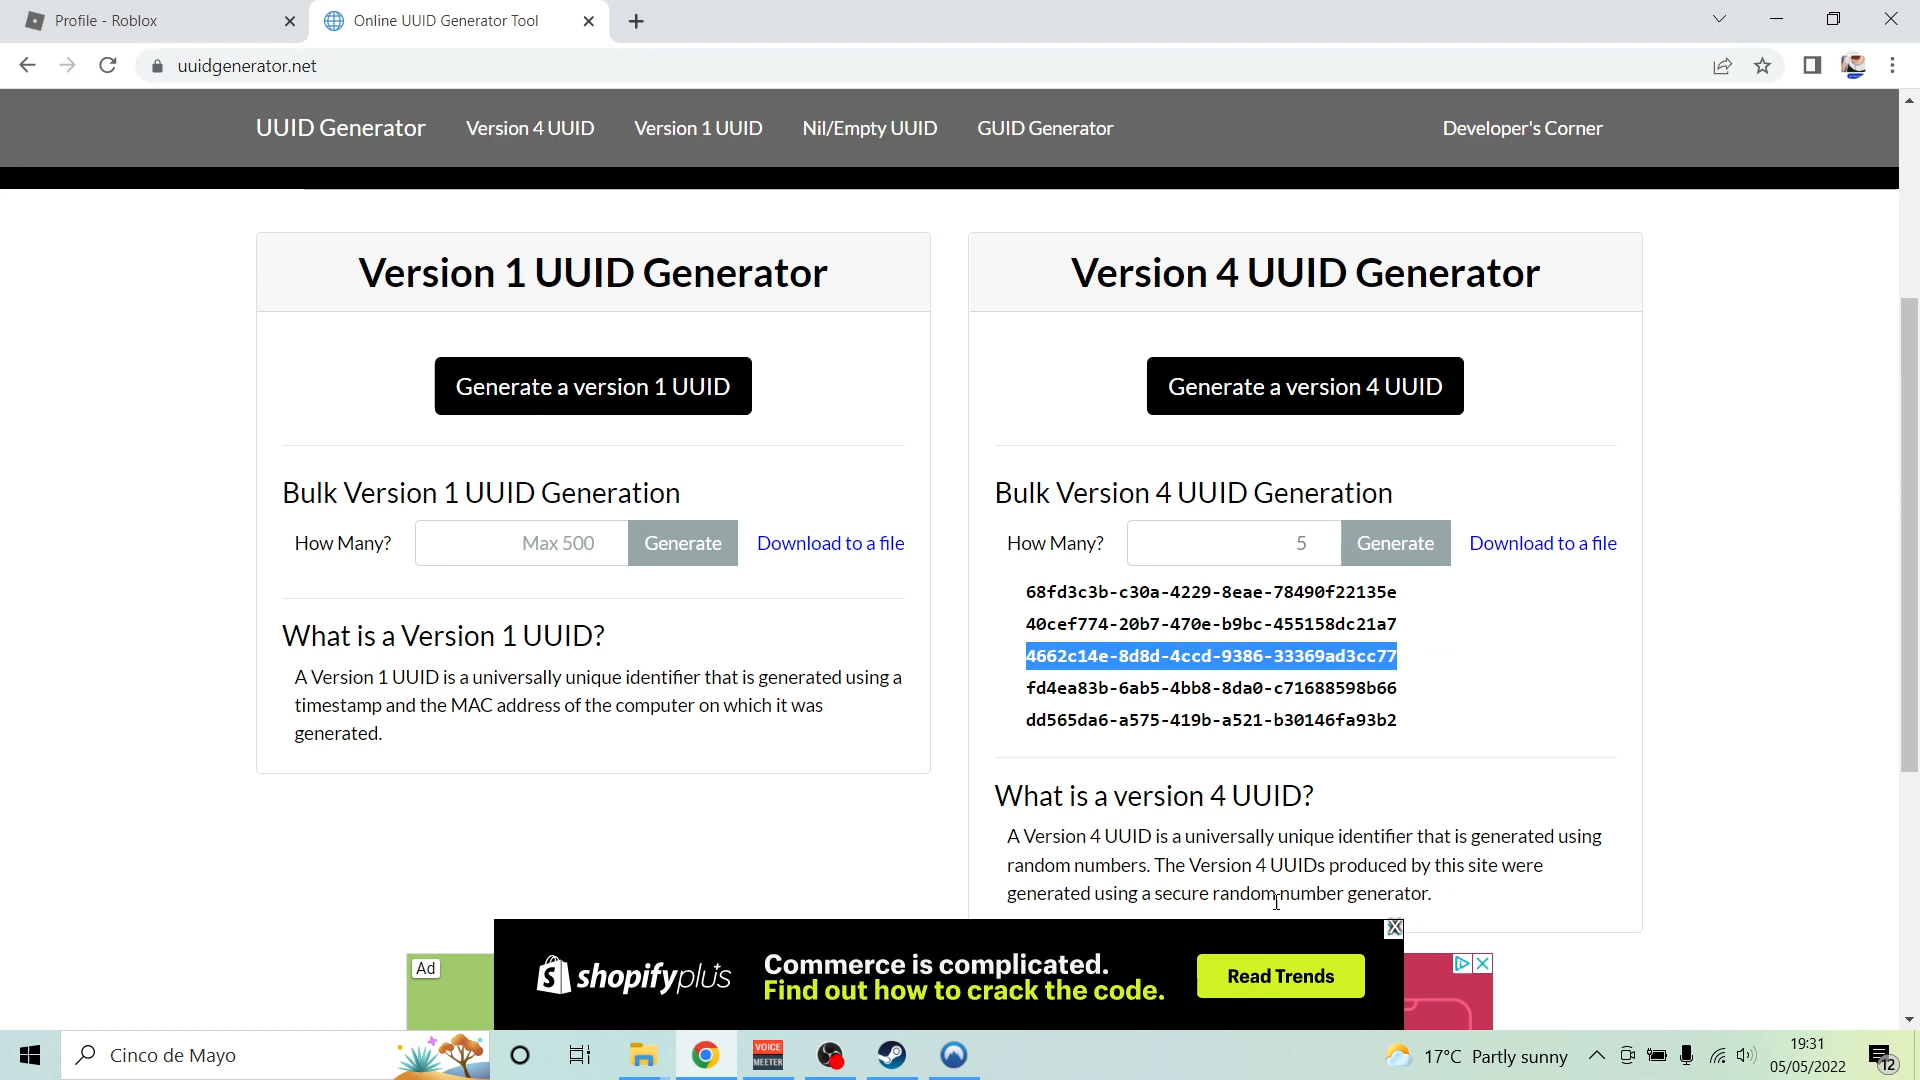 Profile - Roblox
Online UUID Generator Tool
uuidgenerator.net
UUID Generator
Version 4 UUID
Version 1 UUID
Nil/Empty UUID
GUID Generator
Developer's Corner
Version 1 UUID Generator
Generate a version 1 UUID
Bulk Version 1 UUID Generation
How Many?
Max 500
Generate
Download to a file
What is a Version 1 UUID?
A Version 1 UUID is a universally unique identifier that is generated using a
timestamp and the MAC address of the computer on which it was
generated.
Version 4 UUID Generator
Generate a version 4 UUID
Bulk Version 4 UUID Generation
How Many?
5
Generate
Download to a file
68fd3c3b-c30a-4229-8eae-78490f22135e
40cef774-20b7-470e-b9bc-455158dc21a7
4662c14e-8d8d-4ccd-9386-33369ad3cc77
fd4ea83b-6ab5-4bb8-8da0-c71688598b66
dd565da6-a575-419b-a521-b30146fa93b2
What is a version 4 UUID?
A Version 4 UUID is a universally unique identifier that is generated using
random numbers. The Version 4 UUIDs produced by this site were
generated using a secure random number generator.
Ad
shopifyplus
Commerce is complicated.
Find out how to crack the code.
Read Trends
X
Cinco de Mayo
VOICE
MEETER
17°C Partly sunny
19:31
05/05/2022
12